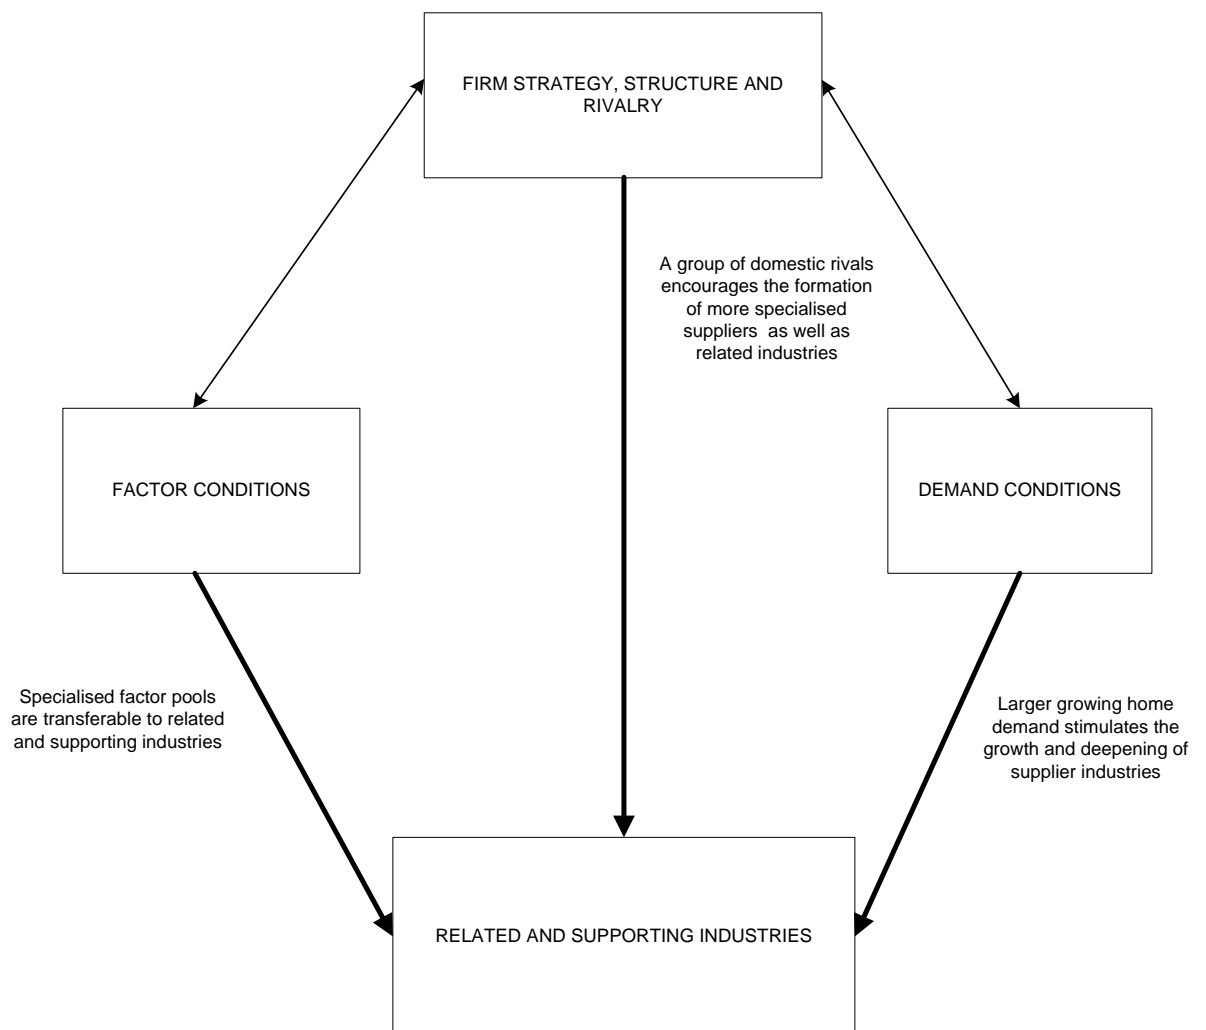 FIRM STRATEGY, STRUCTURE AND
RIVALRY
A group of domestic rivals
encourages the formation
of more specialised
suppliers  as well as
related industries
FACTOR CONDITIONS
DEMAND CONDITIONS
Specialised factor pools
are transferable to related
and supporting industries
Larger growing home
demand stimulates the
growth and deepening of
supplier industries
RELATED AND SUPPORTING INDUSTRIES